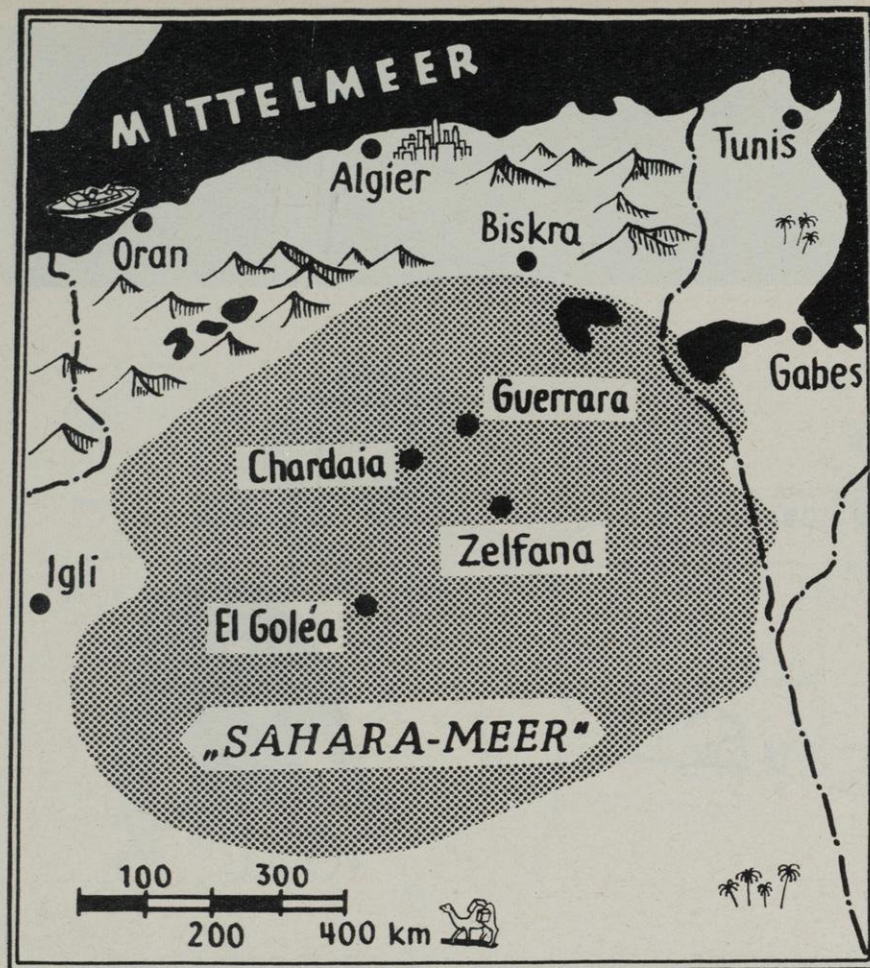 MITTELMEER
Tunis
Algier
Biskra
Oran
Gabes
Guerrara
Chardaia
Zelfana
Igli
El Goléa
„SAHARA-MEER“
100 300
200 400 km